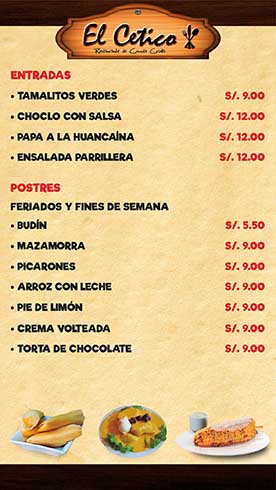 El Cetico
Restaurante de Comida Criolla
ENTRADAS
• TAMALITOS VERDES S/. 9.00
• CHOCLO CON SALSA S/. 12.00
• PAPA A LA HUANCAÍNA S/. 12.00
• ENSALADA PARRILLERA S/. 12.00
POSTRES
FERIADOS Y FINES DE SEMANA
• BUDÍN S/. 5.50
• MAZAMORRA S/. 9.00
• PICARONES S/. 9.00
• ARROZ CON LECHE S/. 9.00
• PIE DE LIMÓN S/. 9.00
• CREMA VOLTEADA S/. 9.00
• TORTA DE CHOCOLATE S/. 9.00